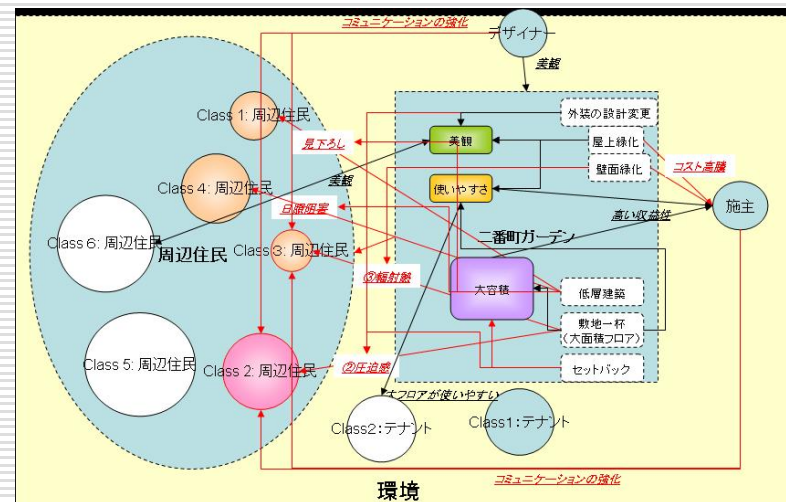 コミュニケーションの強化
デザイナー
美観
外装の設計変更
Class 1: 周辺住民
美観
屋上緑化
見下ろし
コスト高騰
壁面緑化
Class 4: 周辺住民
美観
使いやすさ
施主
日照阻害
高い収益性
Class 6: 周辺住民
周辺住民
Class 3: 周辺住民
二番町ガーデン
③輻射熱
大容積
低層建築
敷地一杯
(大面積フロア)
Class 5: 周辺住民
Class 2: 周辺住民
②圧迫感
セットバック
フロアが使いやすい
Class2:テナント
Class1:テナント
コミュニケーションの強化
環境